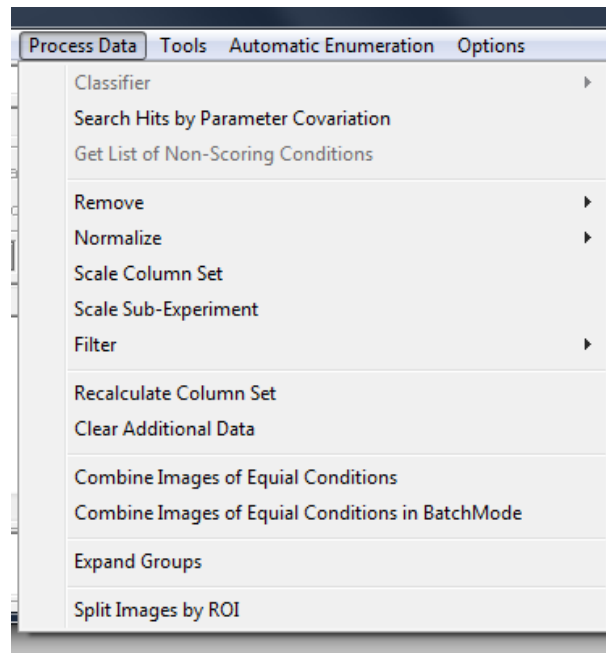 Process Data Tools Automatic Enumeration Options
Classifier
Search Hits by Parameter Covariation
Get List of Non-Scoring Conditions
Remove
Normalize
Scale Column Set
Scale Sub-Experiment
Filter
Recalculate Column Set
Clear Additional Data
Combine Images of Equial Conditions
Combine Images of Equial Conditions in BatchMode
Expand Groups
Split Images by ROI